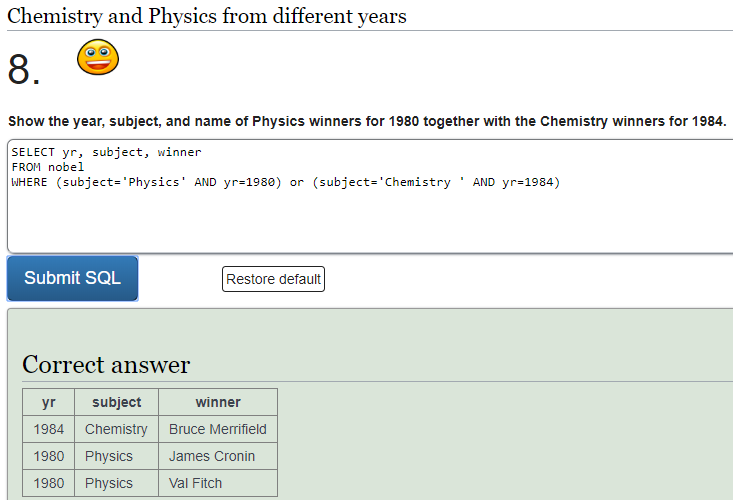 Chemistry and Physics from different years
8.
Show the year, subject, and name of Physics winners for 1980 together with the Chemistry winners for 1984.
SELECT yr, subject, winner
FROM nobel
WHERE (subject='Physics' AND yr=1980) or (subject='Chemistry ' AND yr=1984)
Submit SQL Restore default
Correct answer
yr subject winner
1984 Chemistry Bruce Merrifield
1980 Physics James Cronin
1980 Physics Val Fitch